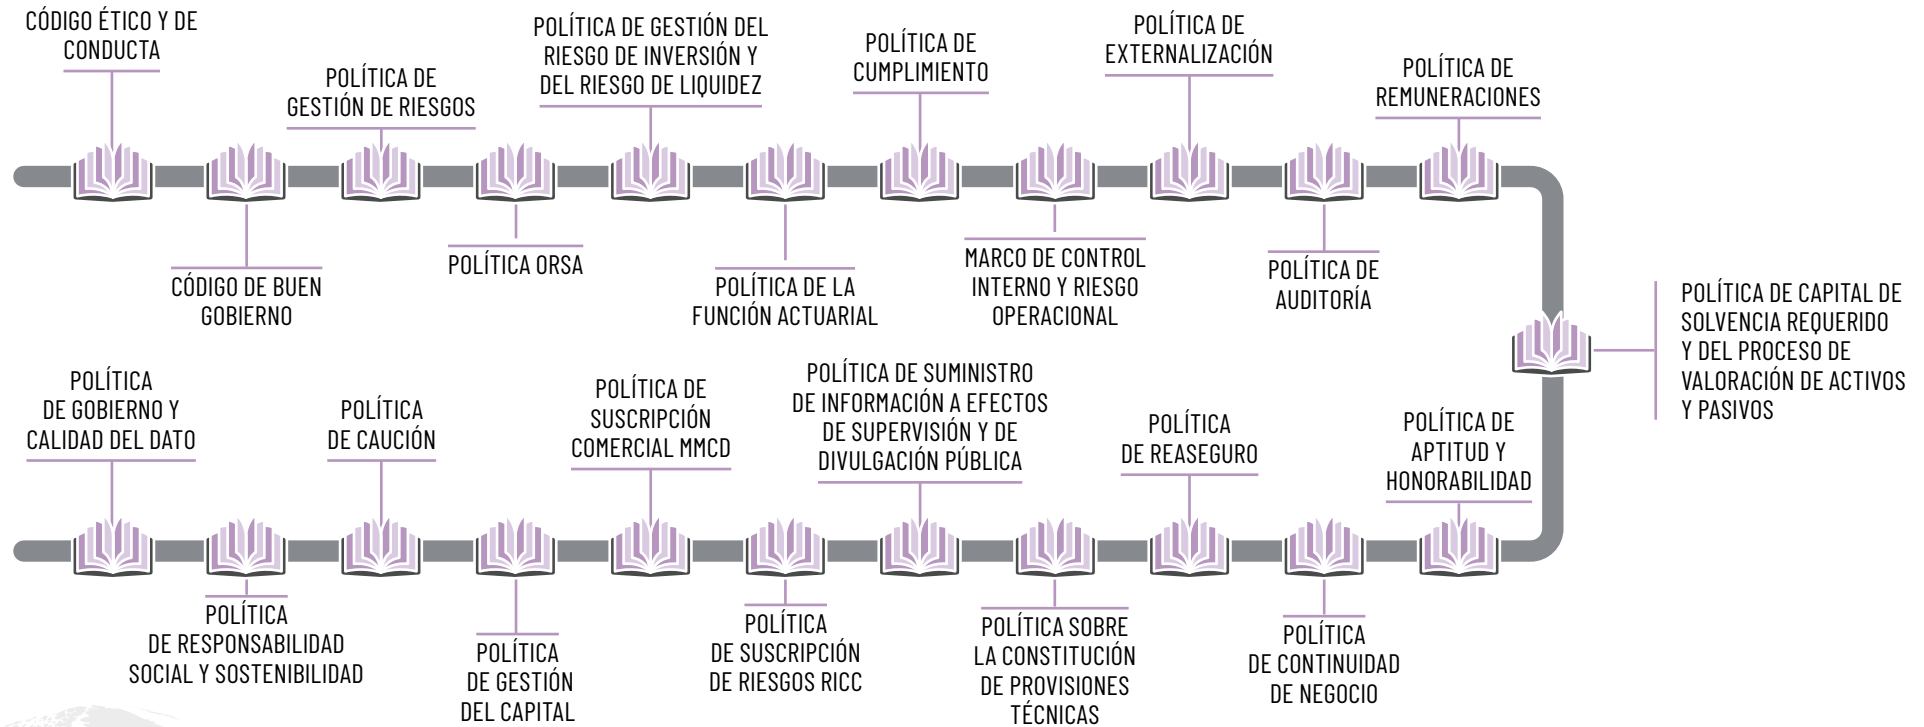 CÓDIGO ÉTICO Y DE
CONDUCTA
CÓDIGO DE BUEN
GOBIERNO
POLÍTICA DE
GESTIÓN DE RIESGOS
POLÍTICA ORSA
POLÍTICA DE GESTIÓN DEL
RIESGO DE INVERSIÓN Y
DEL RIESGO DE LIQUIDEZ
POLÍTICA DE LA
FUNCIÓN ACTUARIAL
POLÍTICA DE
CUMPLIMIENTO
MARCO DE CONTROL
INTERNO Y RIESGO
OPERACIONAL
POLÍTICA DE
EXTERNALIZACIÓN
POLÍTICA DE
AUDITORÍA
POLÍTICA DE
REMUNERACIONES
POLÍTICA DE CAPITAL DE
SOLVENCIA REQUERIDO
Y DEL PROCESO DE
VALORACIÓN DE ACTIVOS
Y PASIVOS
POLÍTICA DE
APTITUD Y
HONORABILIDAD
POLÍTICA
DE CONTINUIDAD
DE NEGOCIO
POLÍTICA
DE REASEGURO
POLÍTICA SOBRE
LA CONSTITUCIÓN
DE PROVISIONES
TÉCNICAS
POLÍTICA DE SUMINISTRO
DE INFORMACIÓN A EFECTOS
DE SUPERVISIÓN Y DE
DIVULGACIÓN PÚBLICA
POLÍTICA
DE SUSCRIPCIÓN
DE RIESGOS RICC
POLÍTICA DE
SUSCRIPCIÓN
COMERCIAL MMCD
POLÍTICA
DE GESTIÓN
DEL CAPITAL
POLÍTICA
DE CAUCIÓN
POLÍTICA
DE RESPONSABILIDAD
SOCIAL Y SOSTENIBILIDAD
POLÍTICA
DE GOBIERNO Y
CALIDAD DEL DATO